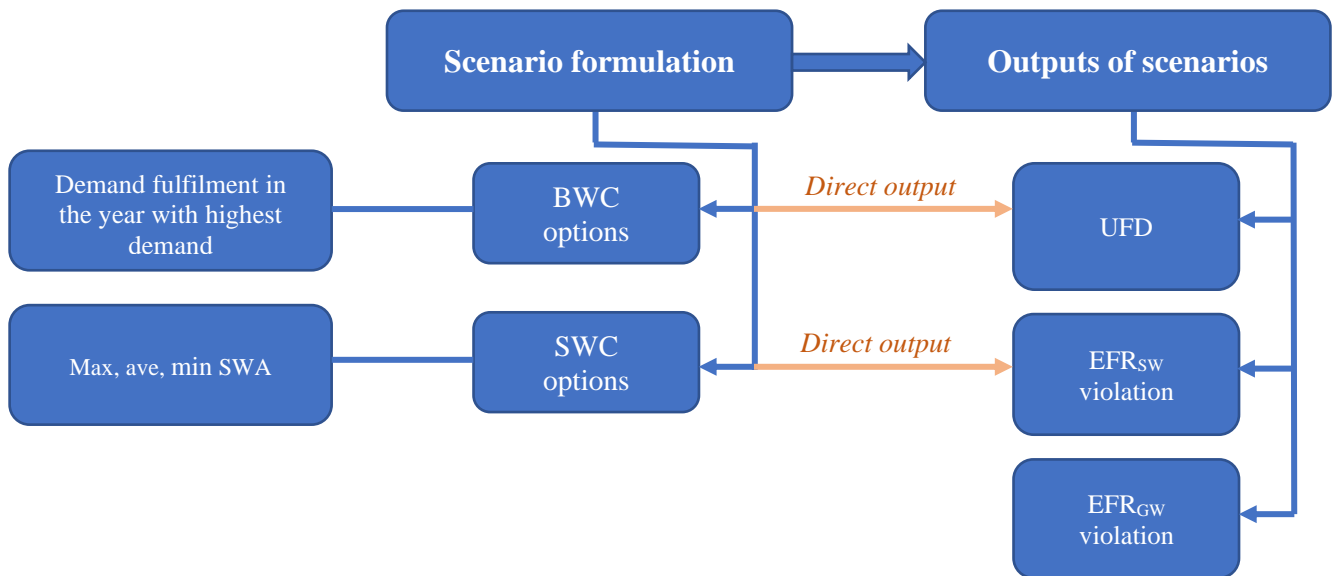 Scenario formulation
Outputs of scenarios
Demand fulfilment in
the year with highest
demand
BWC
options
Direct output
UFD
Max, ave, min SWA
SWC
options
Direct output
EFRSW
violation
EFRGW
violation